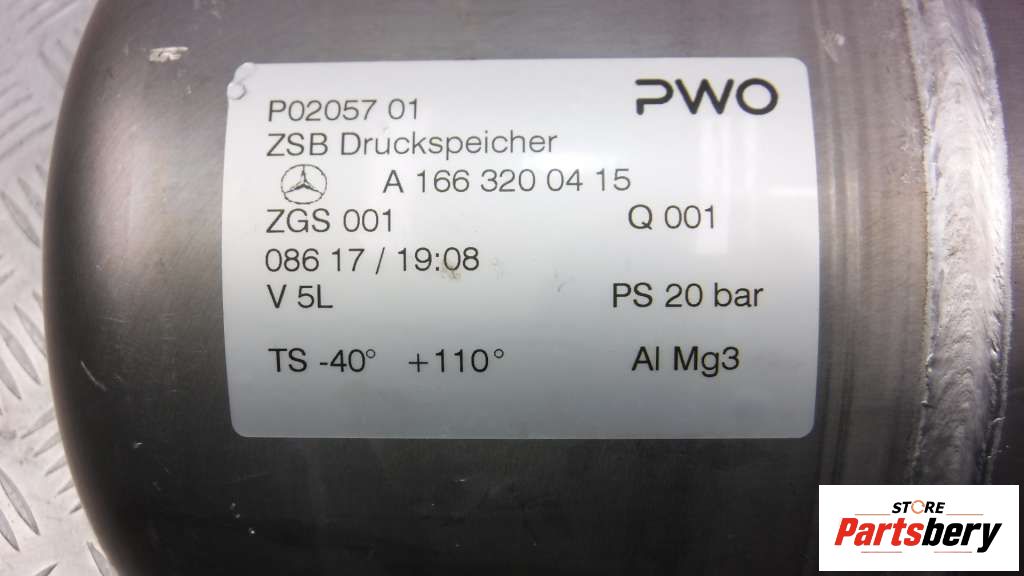 PWO
P02057 01
ZSB Druckspeicher
A 166 320 04 15
ZGS 001 Q 001
086 17 / 19:08
V 5L PS 20 bar
TS -40° +110° Al Mg3
STORE
Partsbery